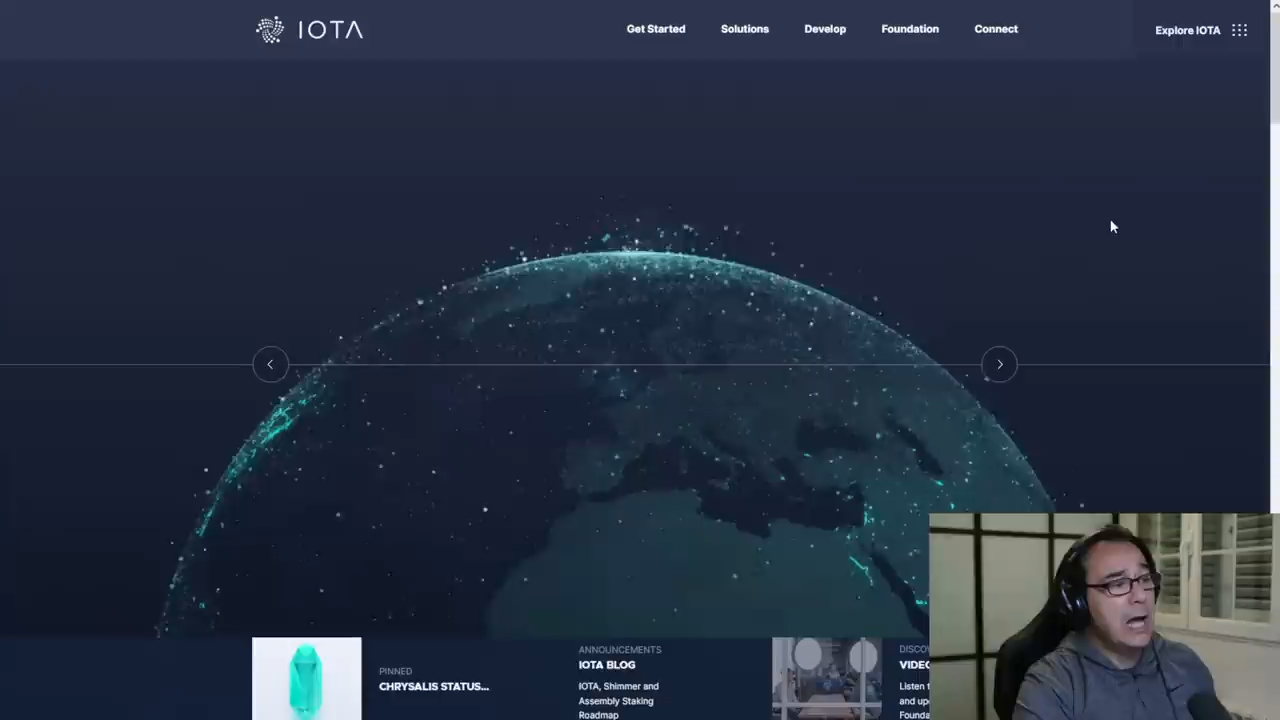 IOTA
Get Started
Solutions
Develop
Foundation
Connect
Explore IOTA
PINNED
CHRYSALIS STATUS...
ANNOUNCEMENTS
IOTA BLOG
IOTA, Shimmer and
Assembly Staking
Roadmap
Listen